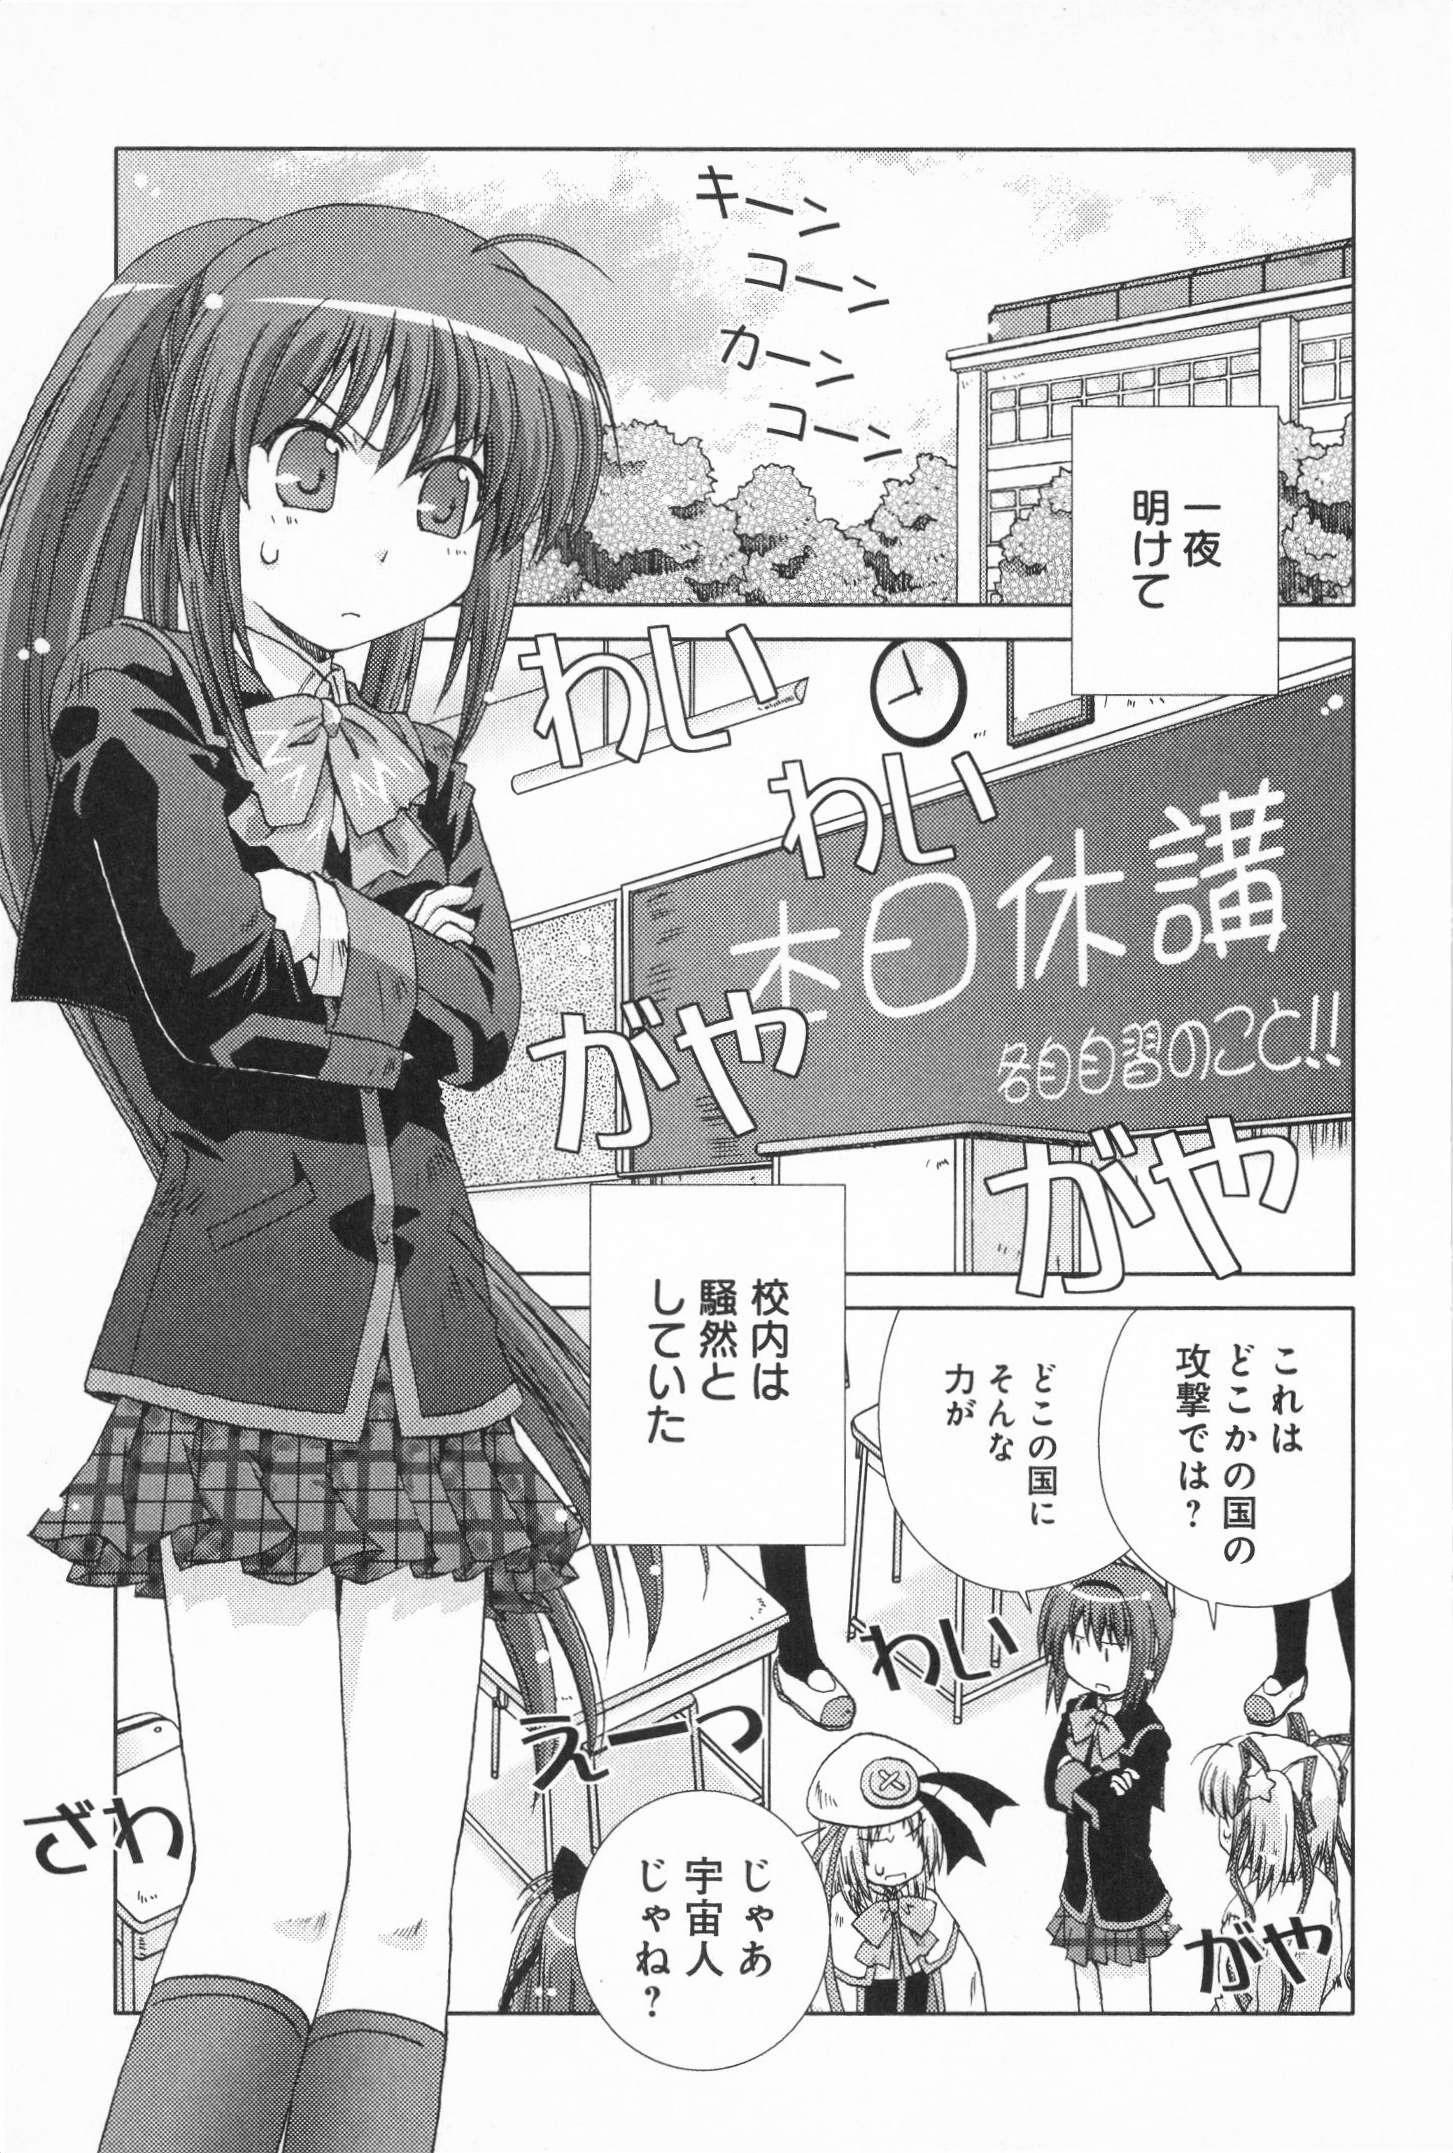 キーン
コーン
カーン
コーン
一夜
明けて
わい
わい
本日休講
各自自習のこと!!
がや
がや
校内は
騒然と
していた
これは
どこかの国の
攻撃では?
どこの国に
そんな
力が
わい
えーっ
じゃあ
宇宙人
じゃね?
がや
ざわ